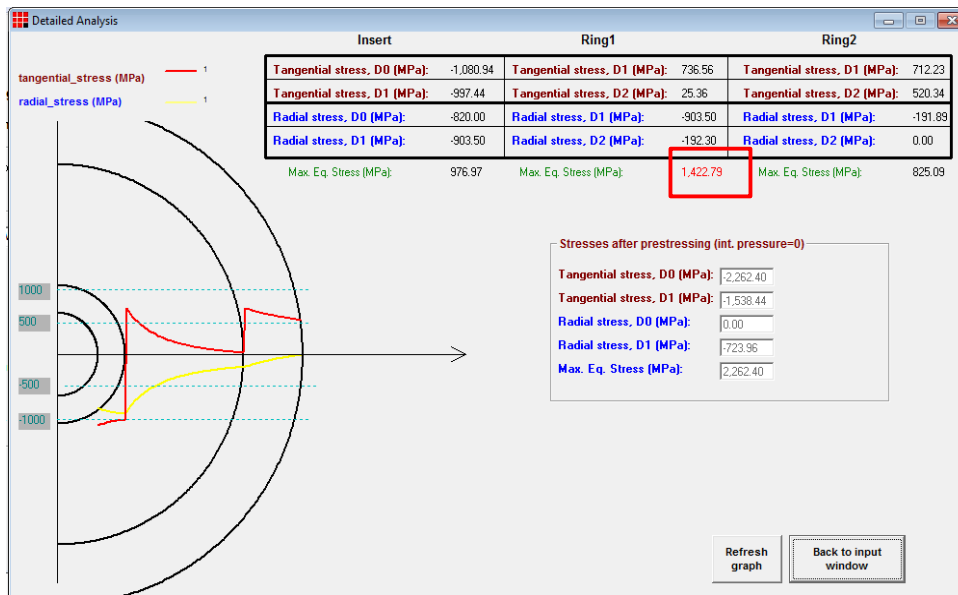 Detailed Analysis
Insert Ring1 Ring2
tangential_stress (MPa) 1
radial_stress (MPa) 1
Tangential stress, D0 (MPa): -1,080.94 Tangential stress, D1 (MPa): 736.56 Tangential stress, D1 (MPa): 712.23
Tangential stress, D1 (MPa): -997.44 Tangential stress, D2 (MPa): 25.36 Tangential stress, D2 (MPa): 520.34
Radial stress, D0 (MPa): -820.00 Radial stress, D1 (MPa): -903.50 Radial stress, D1 (MPa): -191.89
Radial stress, D1 (MPa): -903.50 Radial stress, D2 (MPa): -192.30 Radial stress, D2 (MPa): 0.00
Max. Eq. Stress (MPa): 976.97 Max. Eq. Stress (MPa): 1,422.79 Max. Eq. Stress (MPa): 825.09
1000
500
-500
-1000
Stresses after prestressing (int. pressure=0)
Tangential stress, D0 (MPa): -2,262.40
Tangential stress, D1 (MPa): -1,538.44
Radial stress, D0 (MPa): 0.00
Radial stress, D1 (MPa): -723.96
Max. Eq. Stress (MPa): 2,262.40
Refresh graph
Back to input window